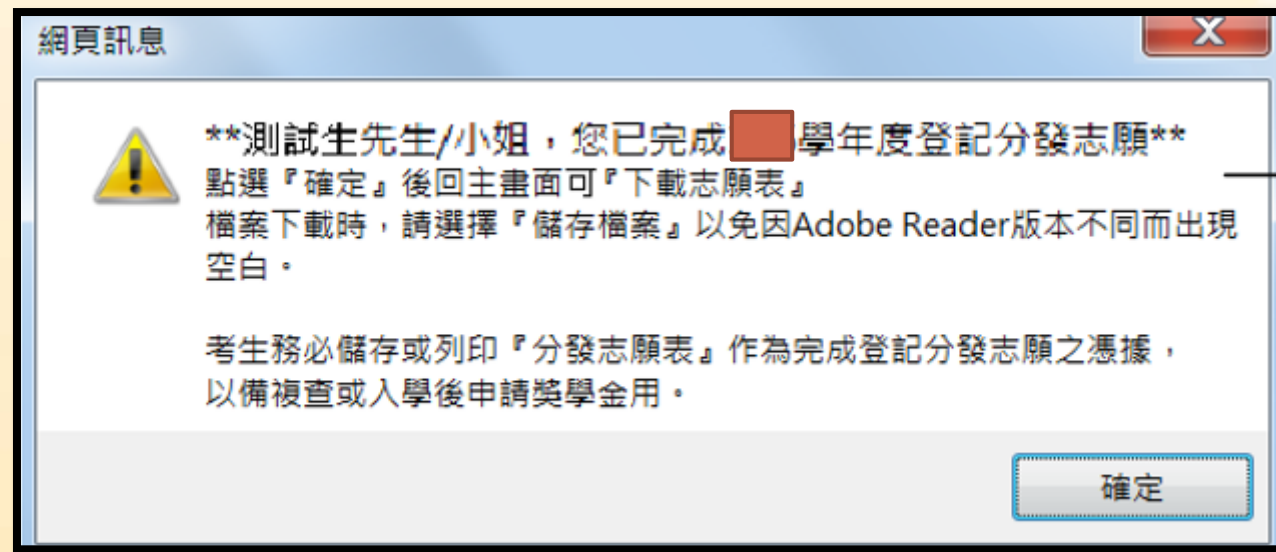 網頁訊息
**測試生先生/小姐，您已完成學年度登記分發志願**
點選『確定』後回主畫面可『下載志願表』
檔案下載時，請選擇『儲存檔案』以免因Adobe Reader版本不同而出現
空白。
考生務必儲存或列印『分發志願表』作為完成登記分發志願之憑據，
以備複查或入學後申請獎學金用。
確定